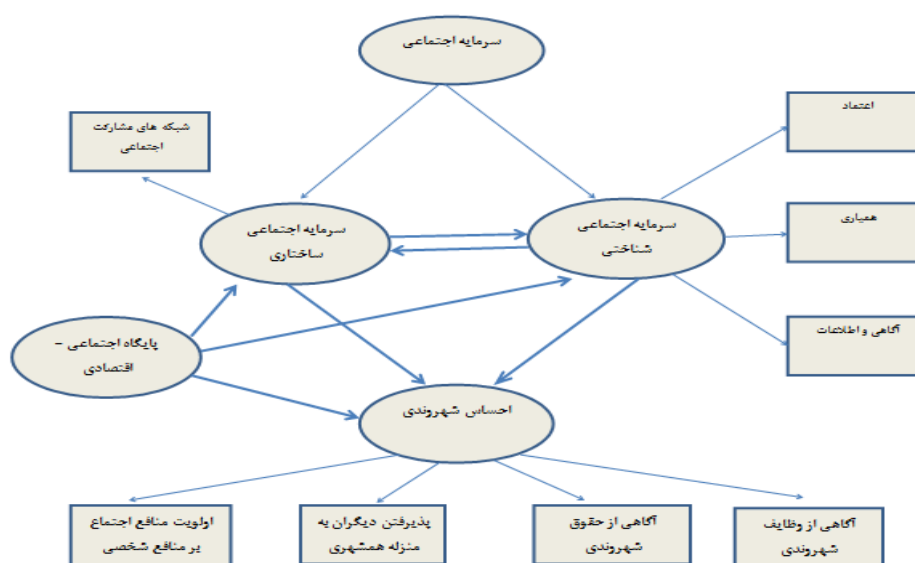 سرمایه اجتماعی
شبکه های مشارکت
اجتماعی
اعتماد
سرمایه اجتماعی
ساختاری
سرمایه اجتماعی
شناختی
همیاری
پایگاه اجتماعی –
اقتصادی
آگاهی و اطلاعات
احساس شهروندی
آگاهی از وظایف
شهروندی
آگاهی از حقوق
شهروندی
پذیرفتن دیگران به
منزله همشهری
اولویت منافع اجتماع
بر منافع شخصی